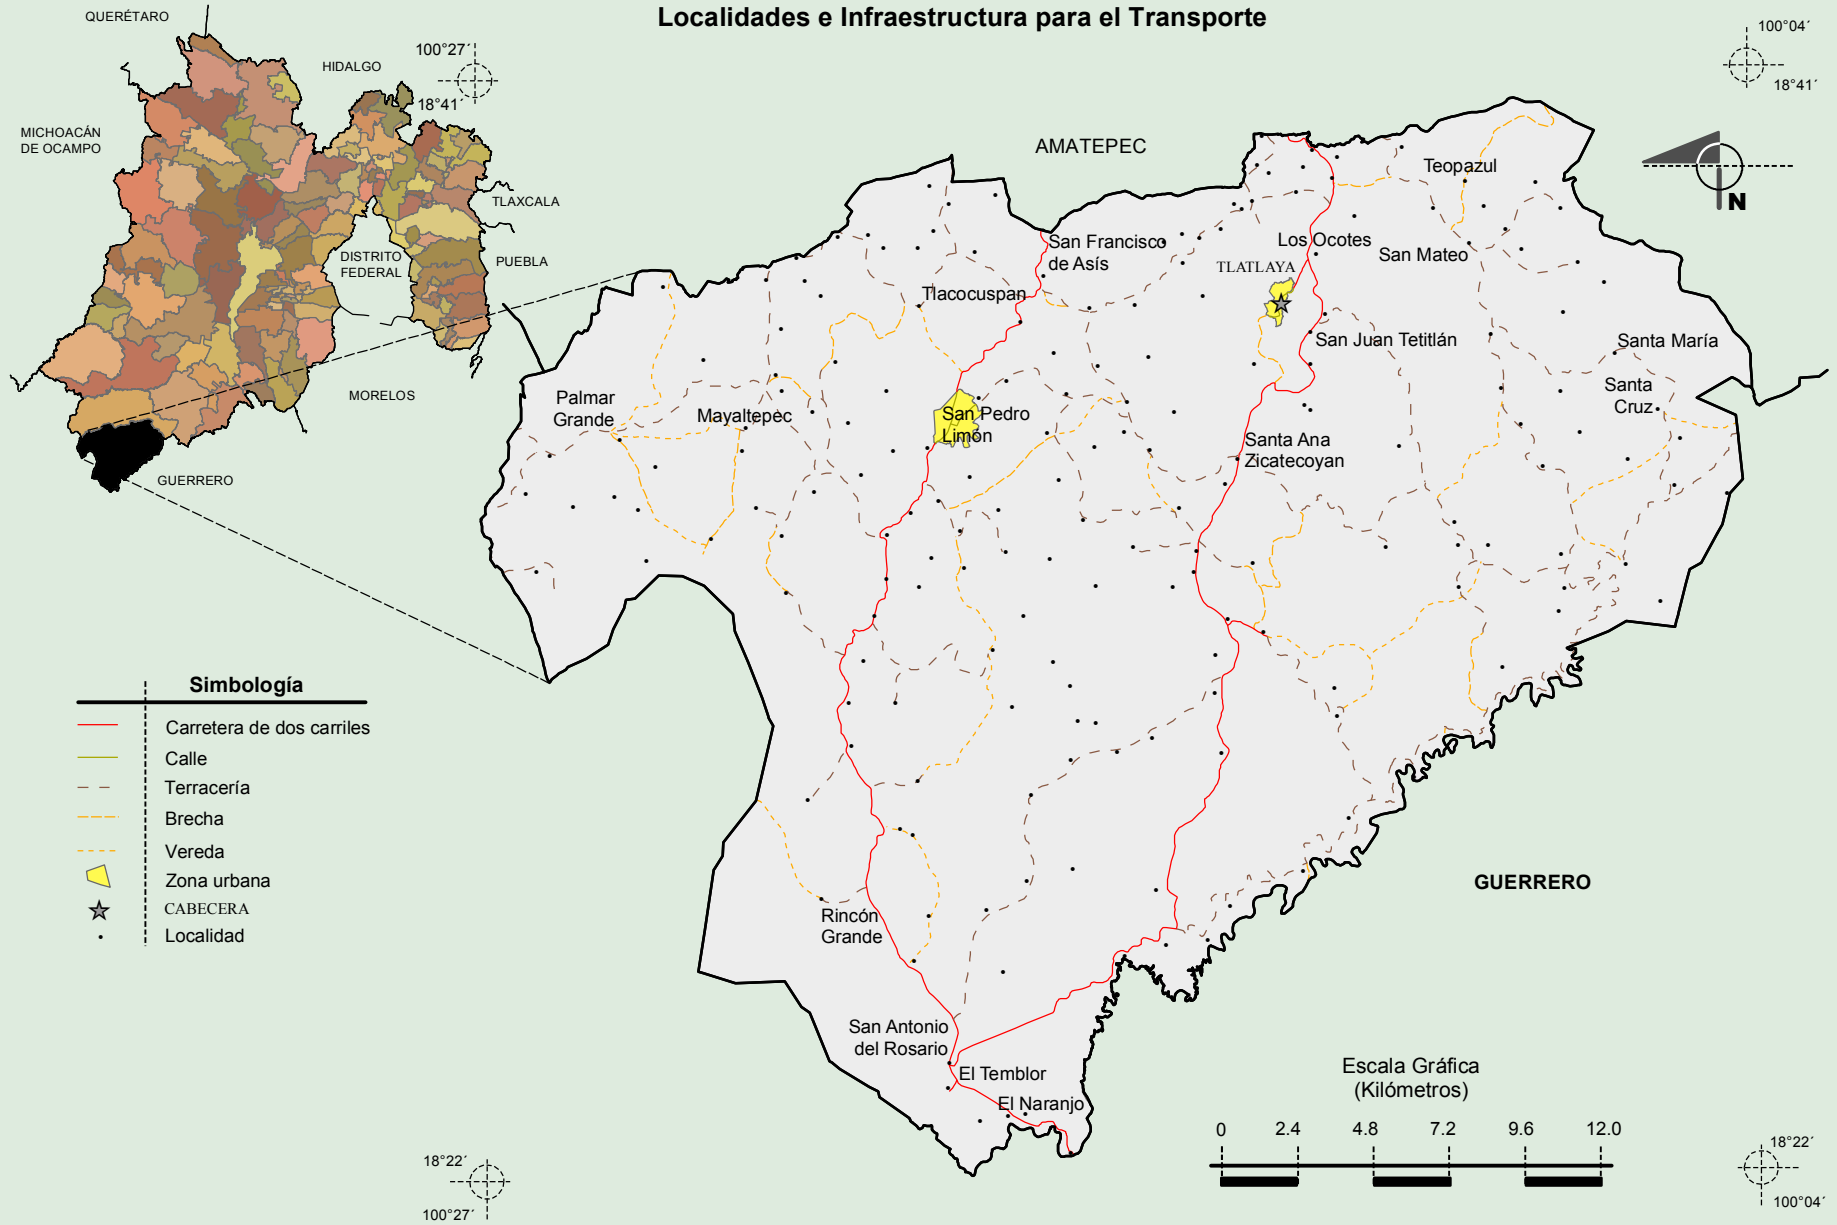 Localidades e Infraestructura para el Transporte
QUERÉTARO
HIDALGO
MICHOACÁN
DE OCAMPO
TLAXCALA
PUEBLA
DISTRITO
FEDERAL
MORELOS
GUERRERO
100°27´
18°41´
100°04´
18°41´
AMATEPEC
N
Teopazul
San Francisco
de Asís
Los Ocotes
San Mateo
TLATLAYA
Tlacocuspan
San Juan Tetitlán
Santa María
Santa
Cruz
Palmar
Grande
Mayaltepec
San Pedro
Limón
Santa Ana
Zicatecoyan
Rincón
Grande
GUERRERO
San Antonio
del Rosario
El Temblor
El Naranjo
Simbología
Carretera de dos carriles
Calle
Terracería
Brecha
Vereda
Zona urbana
CABECERA
Localidad
Escala Gráfica
(Kilómetros)
0 2.4 4.8 7.2 9.6 12.0
18°22´
100°27´
18°22´
100°04´